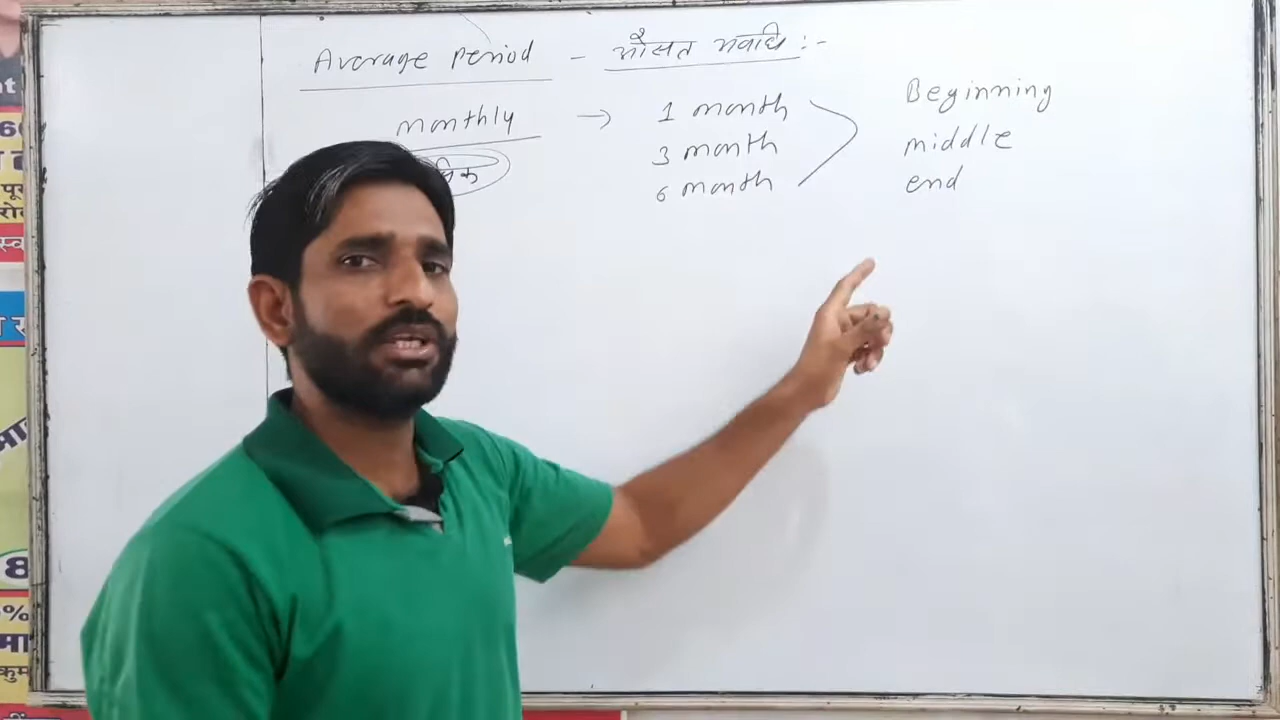 Average Period - औसत अवधि :-
monthly → 1 month
3 month
6 month
Beginning
middle
end